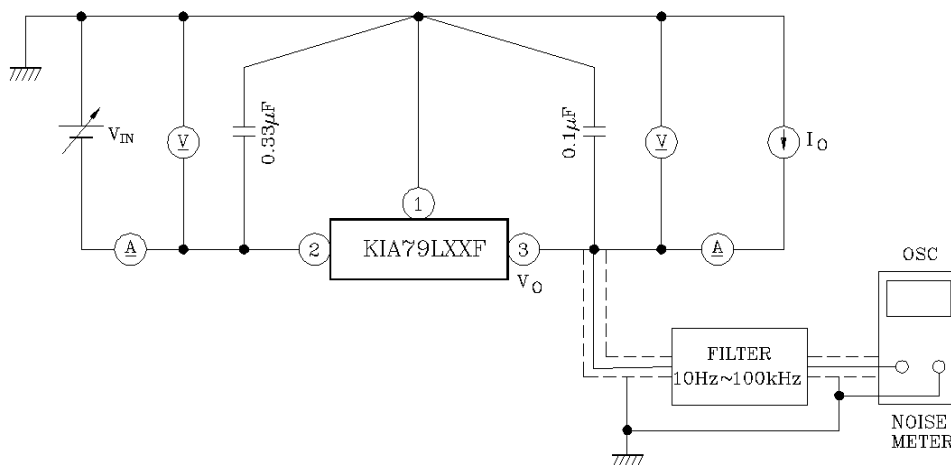 V_IN
V
0.33μF
0.1μF
V
I_O
1
A
2
KIA79LXXF
3
A
V_O
OSC
FILTER
10Hz~100kHz
NOISE
METER